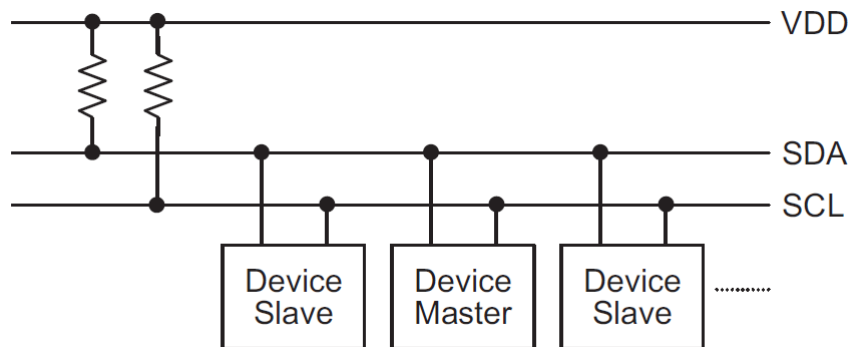 VDD
SDA
SCL
Device
Slave
Device
Master
Device
Slave